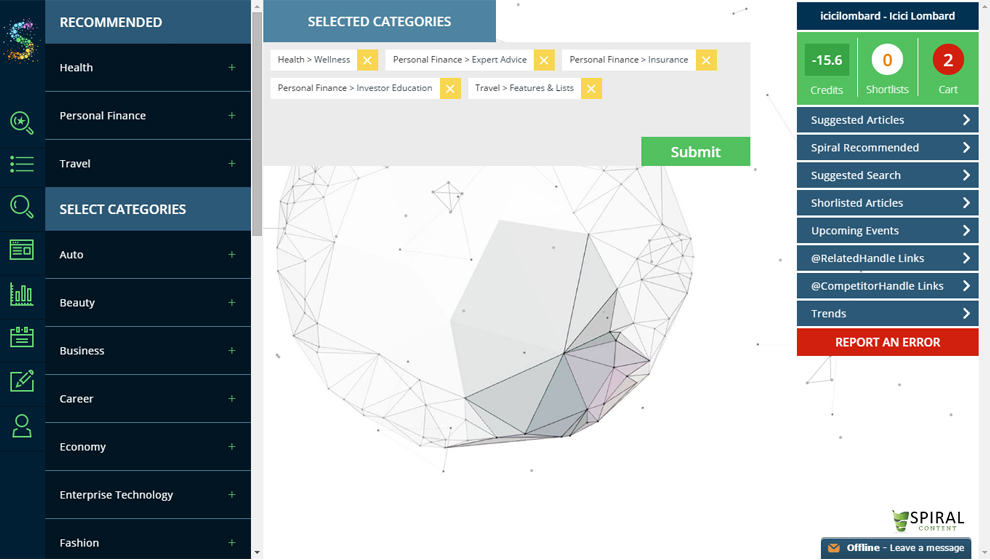 RECOMMENDED
Health
Personal Finance
Travel
SELECT CATEGORIES
Auto
Beauty
Business
Career
Economy
Enterprise Technology
Fashion
SELECTED CATEGORIES
Health > Wellness
Personal Finance > Expert Advice
Personal Finance > Insurance
Personal Finance > Investor Education
Travel > Features & Lists
Submit
icicilombard - Icici Lombard
-15.6
0
2
Credits
Shortlists
Cart
Suggested Articles
Spiral Recommended
Suggested Search
Shorlisted Articles
Upcoming Events
@RelatedHandle Links
@CompetitorHandle Links
Trends
REPORT AN ERROR
SPIRAL
CONTENT
Offline - Leave a message